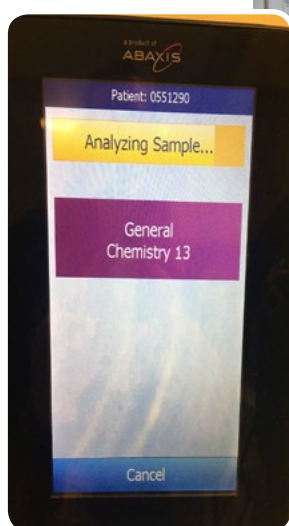 A product of
ABAXIS
Patient: 0551290
Analyzing Sample...
General
Chemistry 13
Cancel